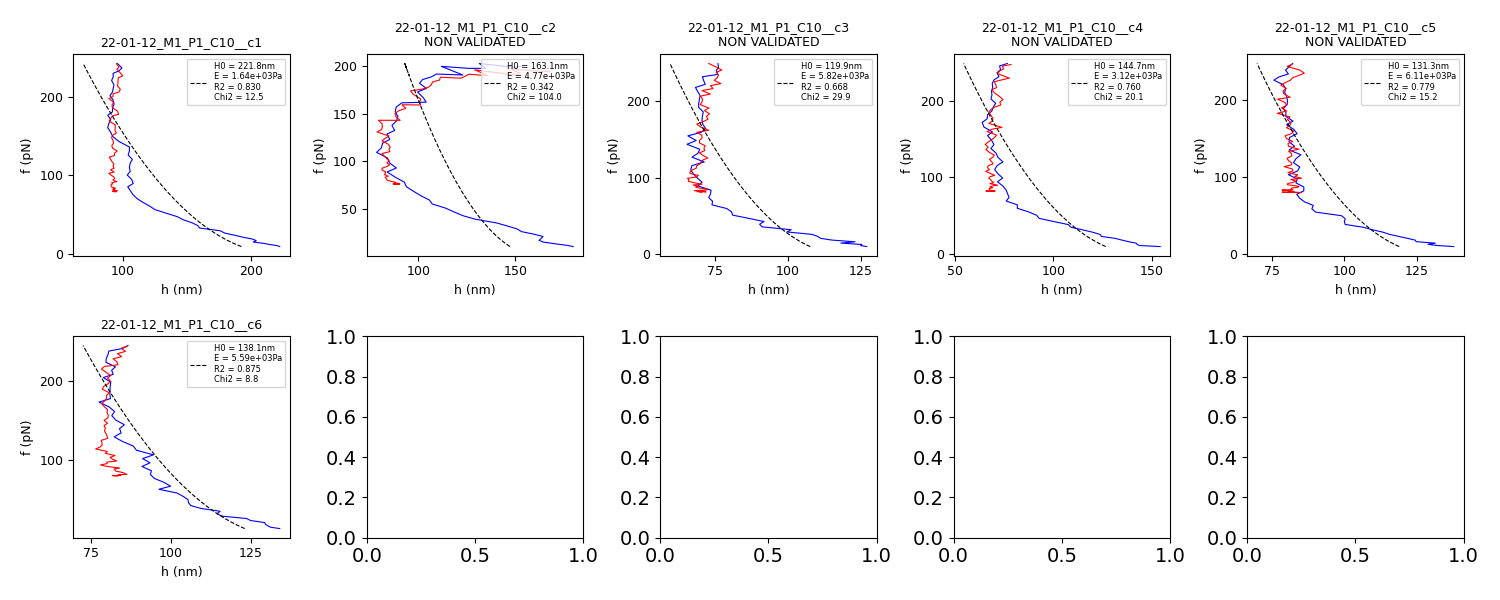 22-01-12_M1_P1_C10__c1
H0 = 221.8nm
E = 1.64e+03Pa
R2 = 0.830
Chi2 = 12.5
f (pN)
200
100
0
100
200
h (nm)
22-01-12_M1_P1_C10__c2
NON VALIDATED
H0 = 163.1nm
E = 4.77e+03Pa
R2 = 0.342
Chi2 = 104.0
f (pN)
200
150
100
50
100
150
h (nm)
22-01-12_M1_P1_C10__c3
NON VALIDATED
H0 = 119.9nm
E = 5.82e+03Pa
R2 = 0.668
Chi2 = 29.9
f (pN)
200
100
0
75
100
125
h (nm)
22-01-12_M1_P1_C10__c4
NON VALIDATED
H0 = 144.7nm
E = 3.12e+03Pa
R2 = 0.760
Chi2 = 20.1
f (pN)
200
100
0
50
100
150
h (nm)
22-01-12_M1_P1_C10__c5
NON VALIDATED
H0 = 131.3nm
E = 6.11e+03Pa
R2 = 0.779
Chi2 = 15.2
f (pN)
200
100
0
75
100
125
h (nm)
22-01-12_M1_P1_C10__c6
H0 = 138.1nm
E = 5.59e+03Pa
R2 = 0.875
Chi2 = 8.8
f (pN)
200
100
75
100
125
h (nm)
1.0
0.8
0.6
0.4
0.2
0.0
0.0
0.5
1.0
1.0
0.8
0.6
0.4
0.2
0.0
0.0
0.5
1.0
1.0
0.8
0.6
0.4
0.2
0.0
0.0
0.5
1.0
1.0
0.8
0.6
0.4
0.2
0.0
0.0
0.5
1.0